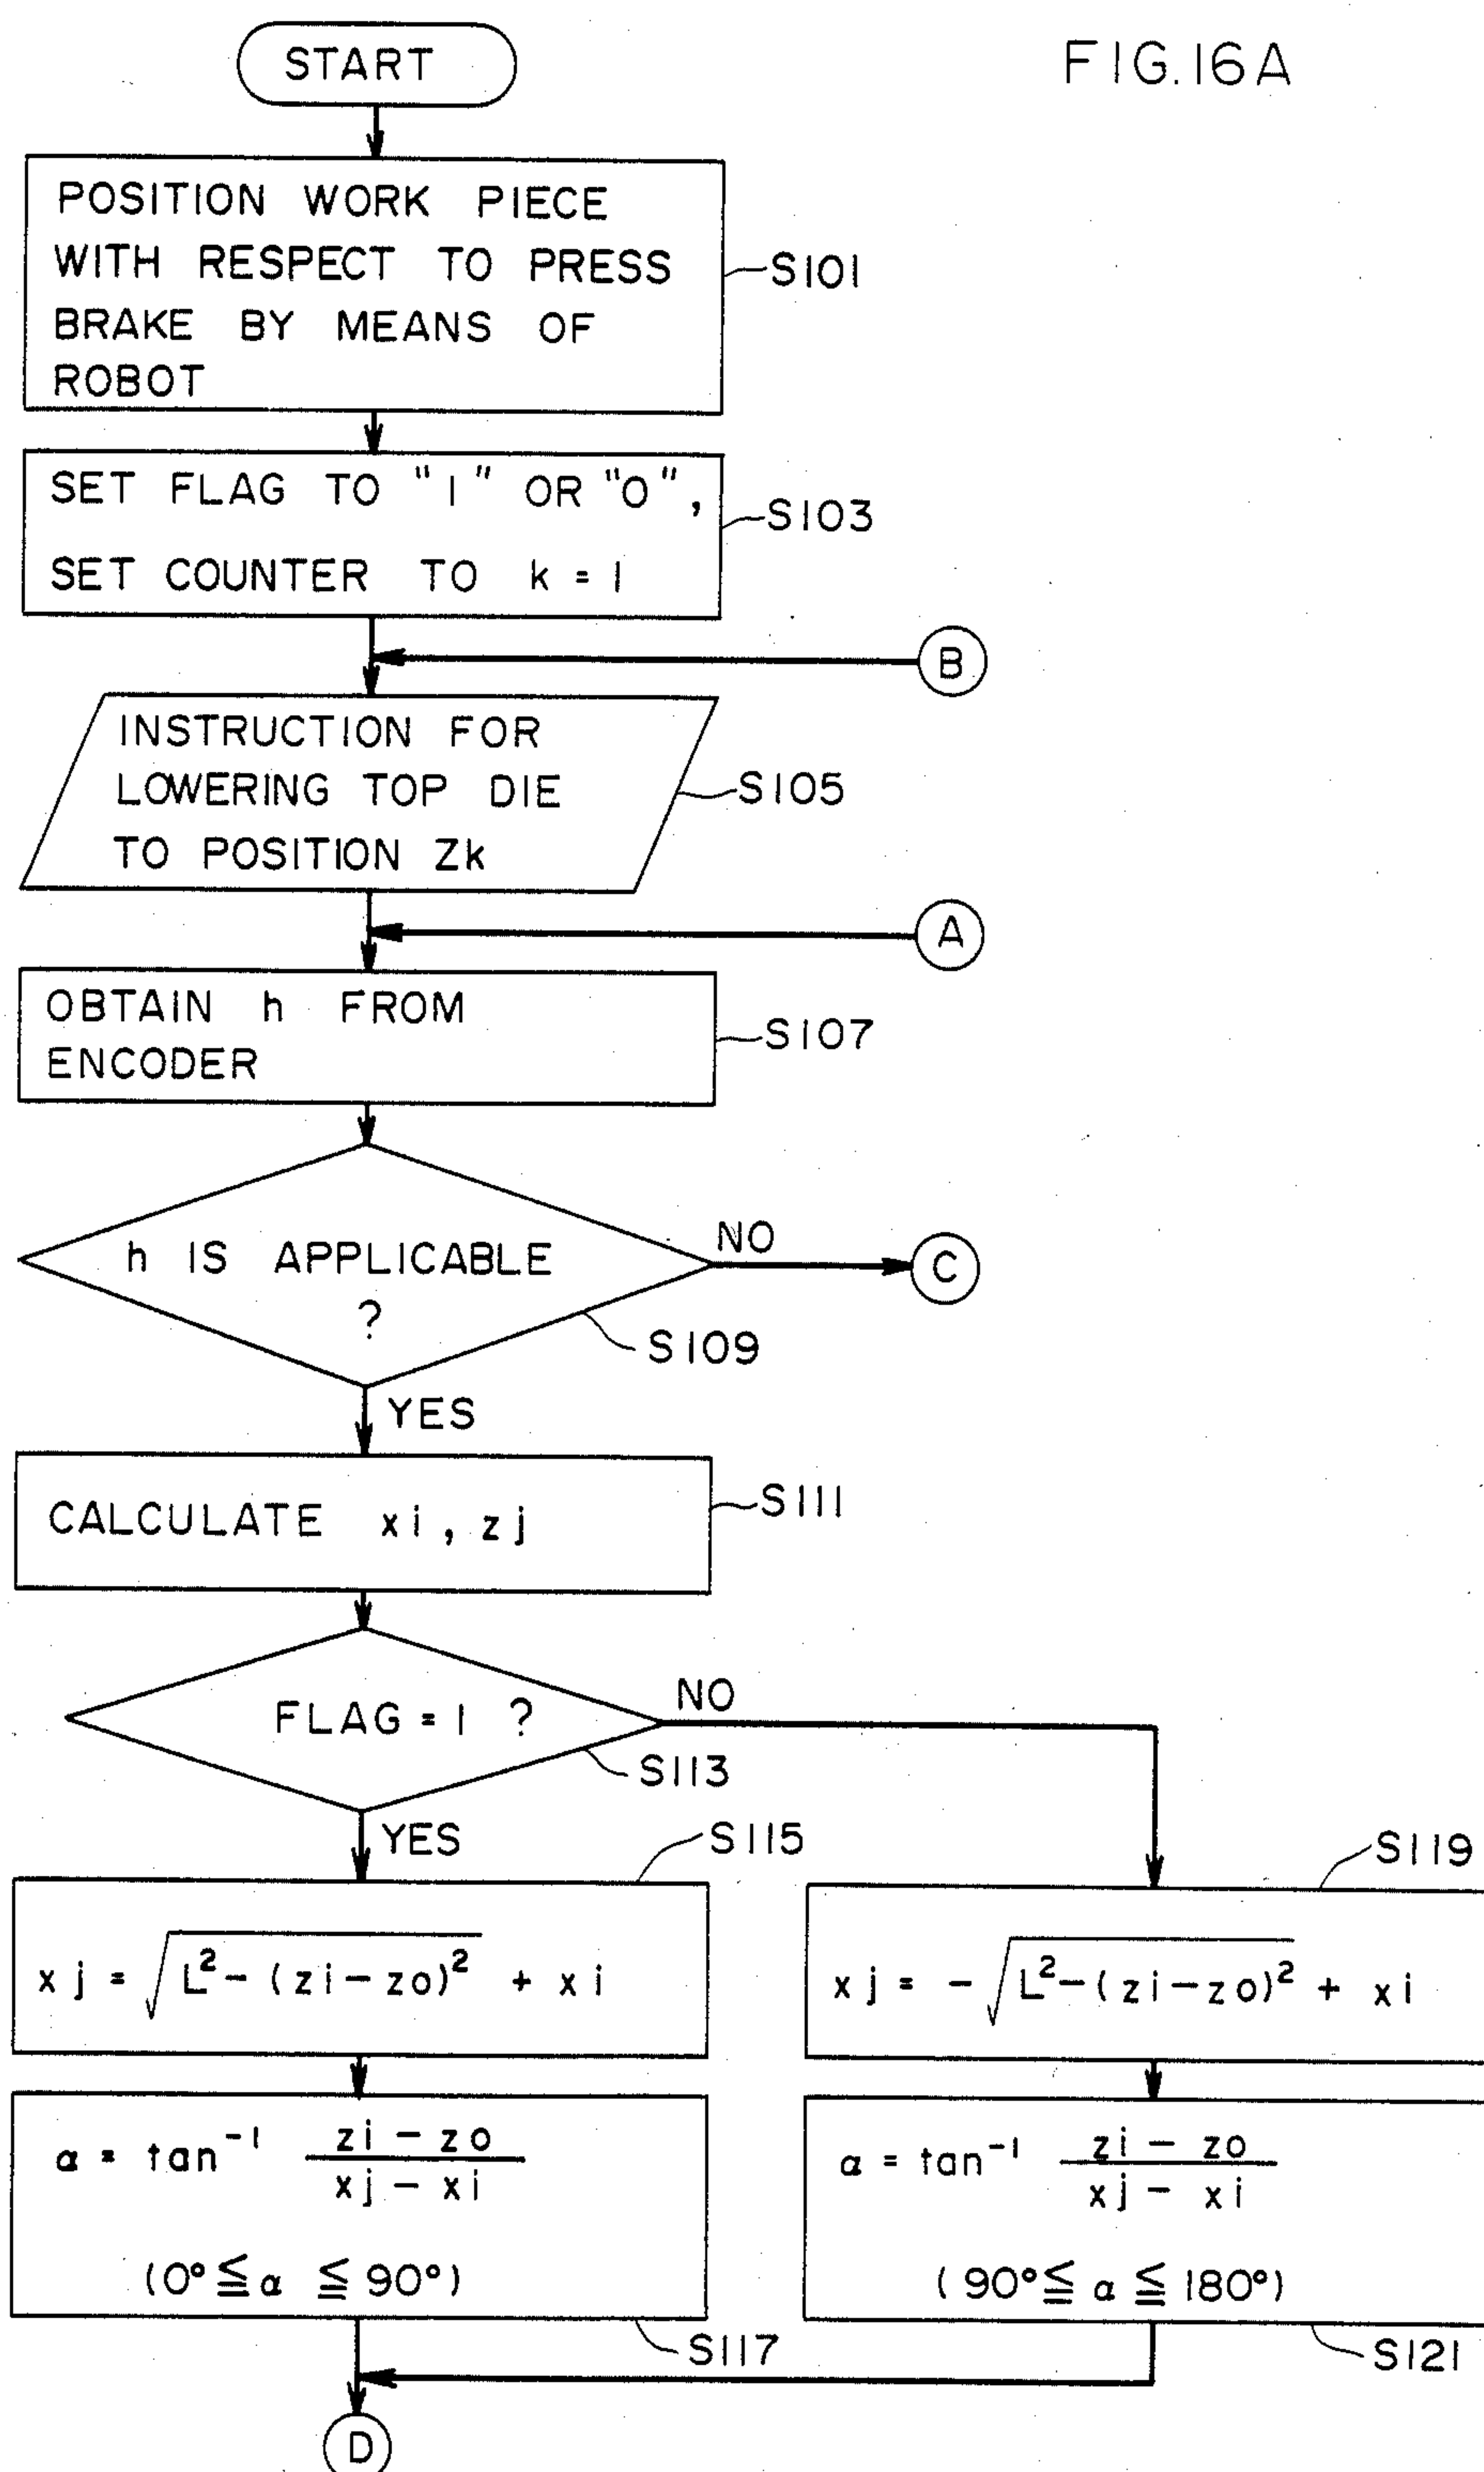 FIG.16A
START
POSITION WORK PIECE
WITH RESPECT TO PRESS
BRAKE BY MEANS OF
ROBOT
S101
SET FLAG TO "1" OR "0",
SET COUNTER TO k = 1
S103
B
INSTRUCTION FOR
LOWERING TOP DIE
TO POSITION Zk
S105
A
OBTAIN h FROM
ENCODER
S107
h IS APPLICABLE
?
NO
C
S109
YES
CALCULATE xi, zj
S111
FLAG = 1 ?
NO
S113
YES
S115
xj = √L² - (zi - zo)² + xi
S119
xj = - √L² - (zi - zo)² + xi
α = tan⁻¹ zi - zo
xj - xi
(0° ≦ α ≦ 90°)
S117
α = tan⁻¹ zi - zo
xj - xi
(90° ≦ α ≦ 180°)
S121
D